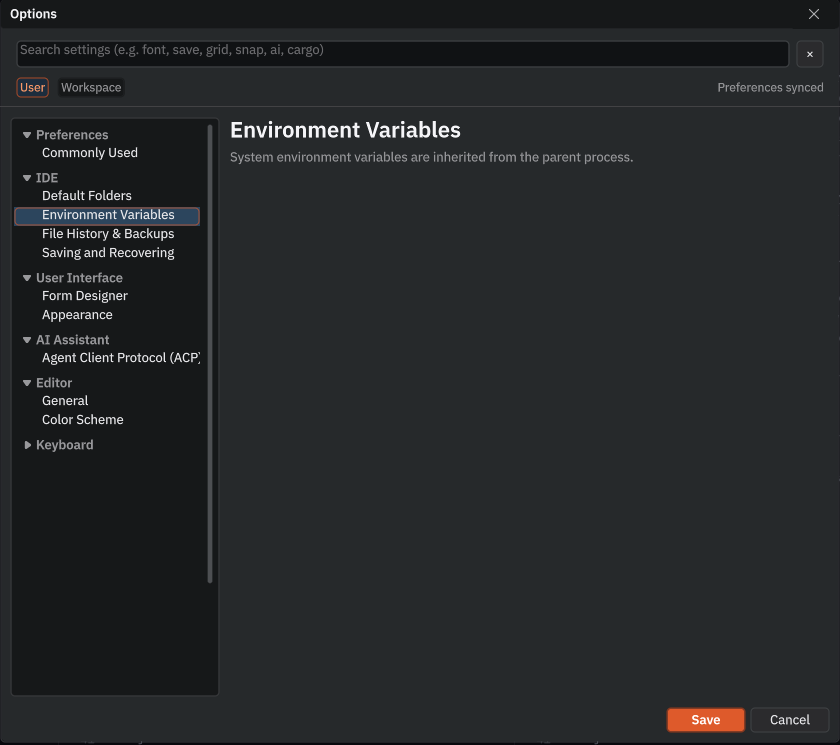 Options
Search settings (e.g. font, save, grid, snap, ai, cargo)
×
User Workspace Preferences synced
Preferences
Commonly Used
IDE
Default Folders
Environment Variables
File History & Backups
Saving and Recovering
User Interface
Form Designer
Appearance
AI Assistant
Agent Client Protocol (ACP)
Editor
General
Color Scheme
Keyboard
Environment Variables
System environment variables are inherited from the parent process.
Save Cancel